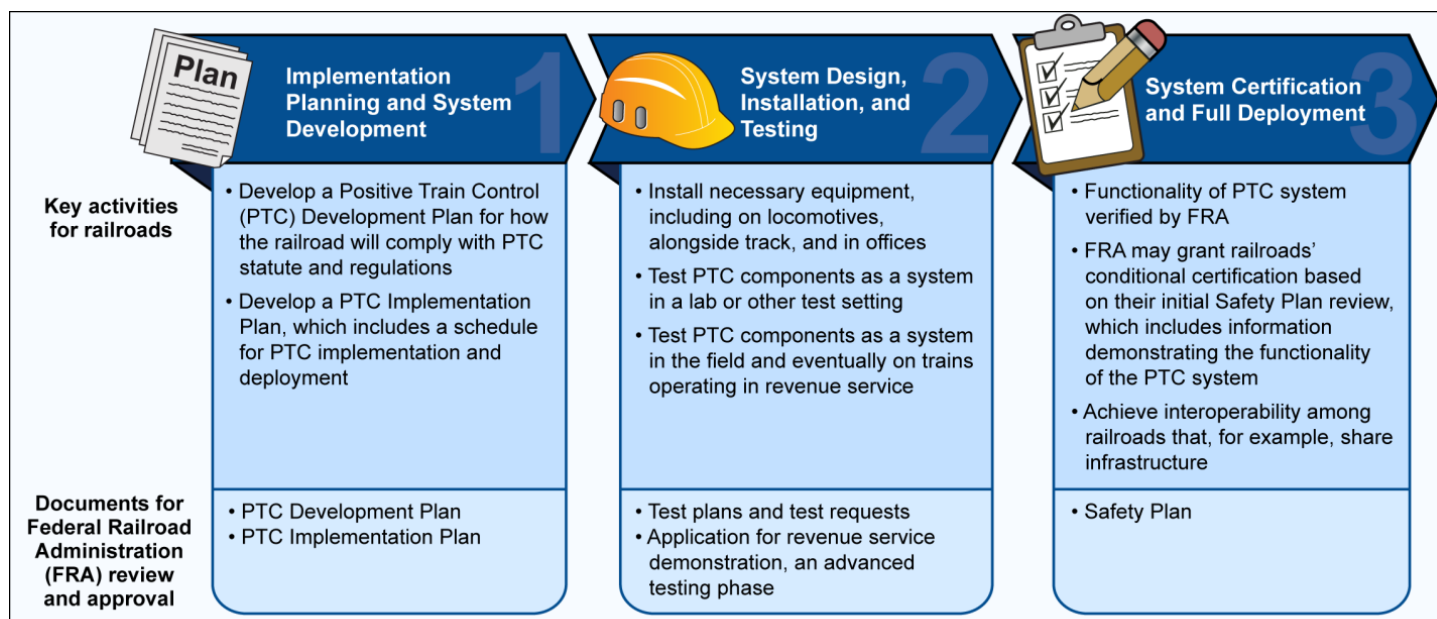 Plan
Implementation
Planning and System
Development
1
System Design,
Installation, and
Testing
2
System Certification
and Full Deployment
3
Key activities
for railroads
• Develop a Positive Train Control
(PTC) Development Plan for how
the railroad will comply with PTC
statute and regulations
• Develop a PTC Implementation
Plan, which includes a schedule
for PTC implementation and
deployment
• Install necessary equipment,
including on locomotives,
alongside track, and in offices
• Test PTC components as a system
in a lab or other test setting
• Test PTC components as a system
in the field and eventually on trains
operating in revenue service
• Functionality of PTC system
verified by FRA
• FRA may grant railroads’
conditional certification based
on their initial Safety Plan review,
which includes information
demonstrating the functionality
of the PTC system
• Achieve interoperability among
railroads that, for example, share
infrastructure
Documents for
Federal Railroad
Administration
(FRA) review
and approval
• PTC Development Plan
• PTC Implementation Plan
• Test plans and test requests
• Application for revenue service
demonstration, an advanced
testing phase
• Safety Plan